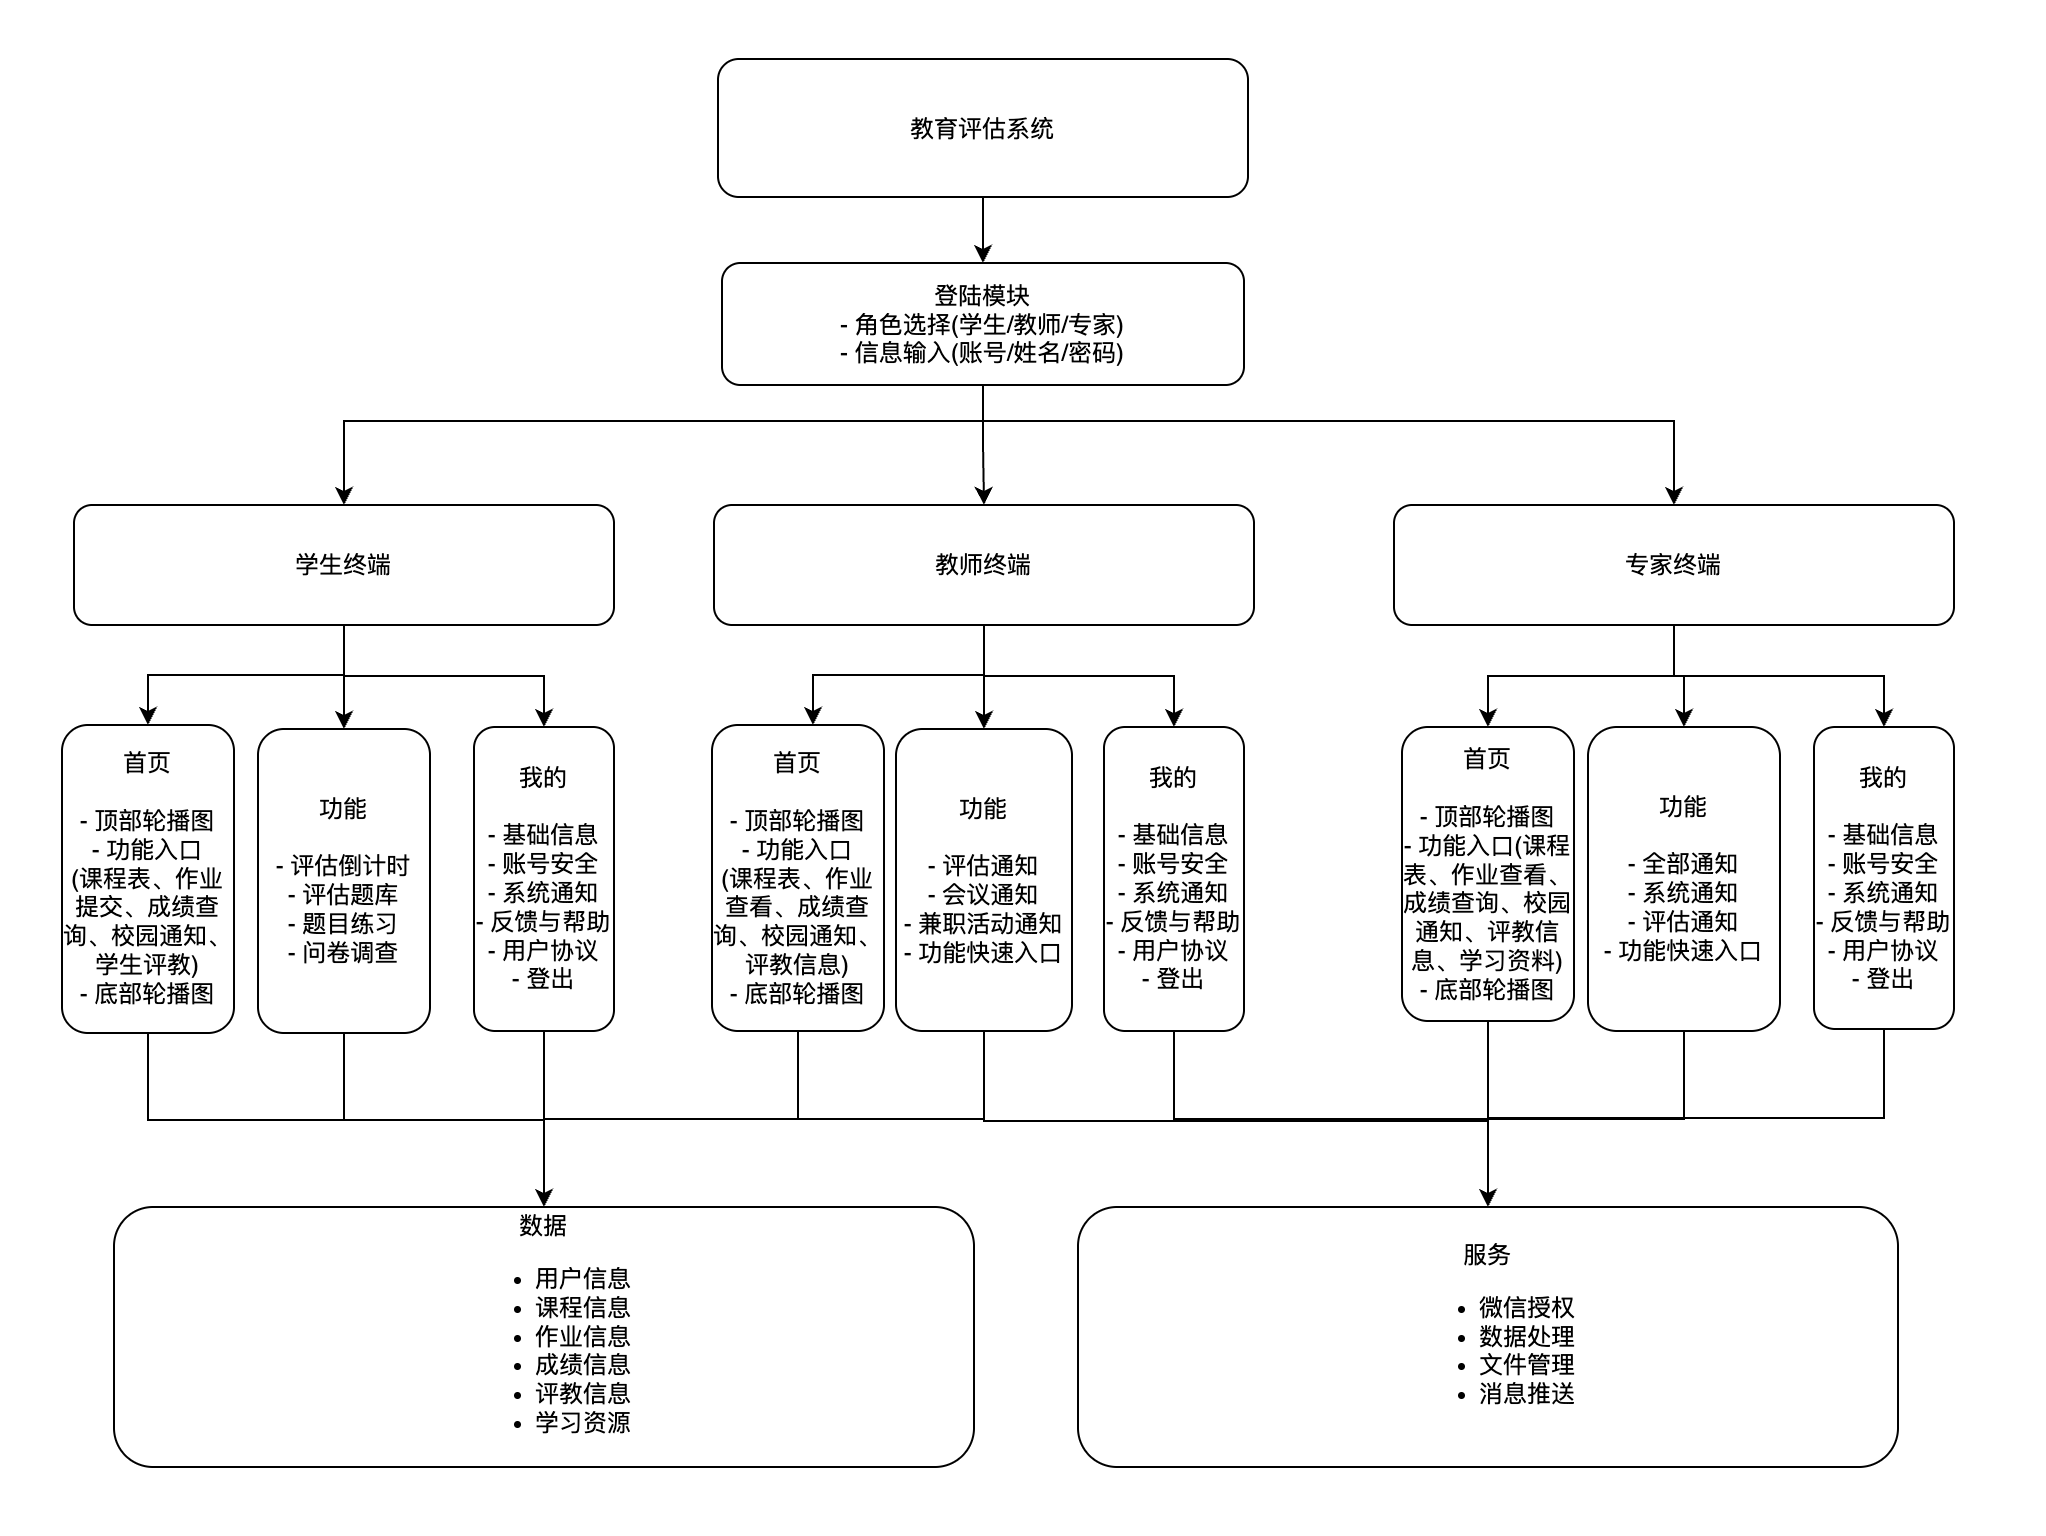 教育评估系统
登陆模块
- 角色选择(学生/教师/专家)
- 信息输入(账号/姓名/密码)
学生终端
教师终端
专家终端
首页
- 顶部轮播图
- 功能入口
(课程表、作业
提交、成绩查
询、校园通知、
学生评教)
- 底部轮播图
功能
- 评估倒计时
- 评估题库
- 题目练习
- 问卷调查
我的
- 基础信息
- 账号安全
- 系统通知
- 反馈与帮助
- 用户协议
- 登出
首页
- 顶部轮播图
- 功能入口
(课程表、作业
查看、成绩查
询、校园通知、
评教信息)
- 底部轮播图
功能
- 评估通知
- 会议通知
- 兼职活动通知
- 功能快速入口
我的
- 基础信息
- 账号安全
- 系统通知
- 反馈与帮助
- 用户协议
- 登出
首页
- 顶部轮播图
- 功能入口(课程
表、作业查看、
成绩查询、校园
通知、评教信
息、学习资料)
- 底部轮播图
功能
- 全部通知
- 系统通知
- 评估通知
- 功能快速入口
我的
- 基础信息
- 账号安全
- 系统通知
- 反馈与帮助
- 用户协议
- 登出
数据
• 用户信息
• 课程信息
• 作业信息
• 成绩信息
• 评教信息
• 学习资源
服务
• 微信授权
• 数据处理
• 文件管理
• 消息推送